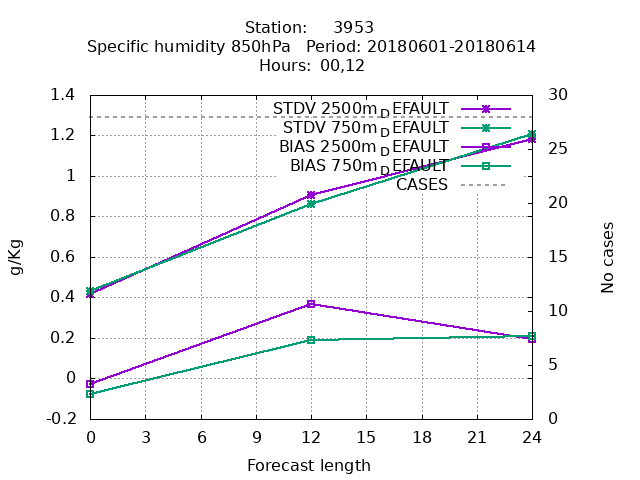 Station: 3953
Specific humidity 850hPa Period: 20180601-20180614
Hours: 00,12
STDV 2500m_DEFAULT
STDV 750m_DEFAULT
BIAS 2500m_DEFAULT
BIAS 750m_DEFAULT
CASES
1.4
1.2
1
0.8
0.6
0.4
0.2
0
-0.2
g/Kg
30
25
20
15
10
5
0
No cases
0 3 6 9 12 15 18 21 24
Forecast length